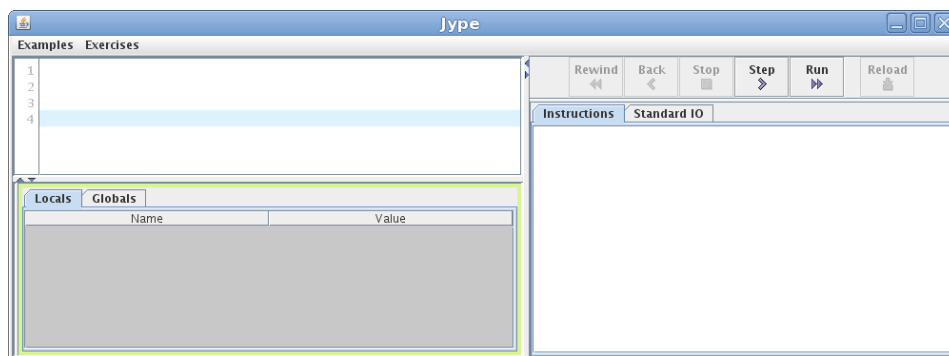 Jype
Examples Exercises
1
2
3
4
Rewind Back Stop Step Run Reload
Instructions Standard IO
Locals Globals
Name Value